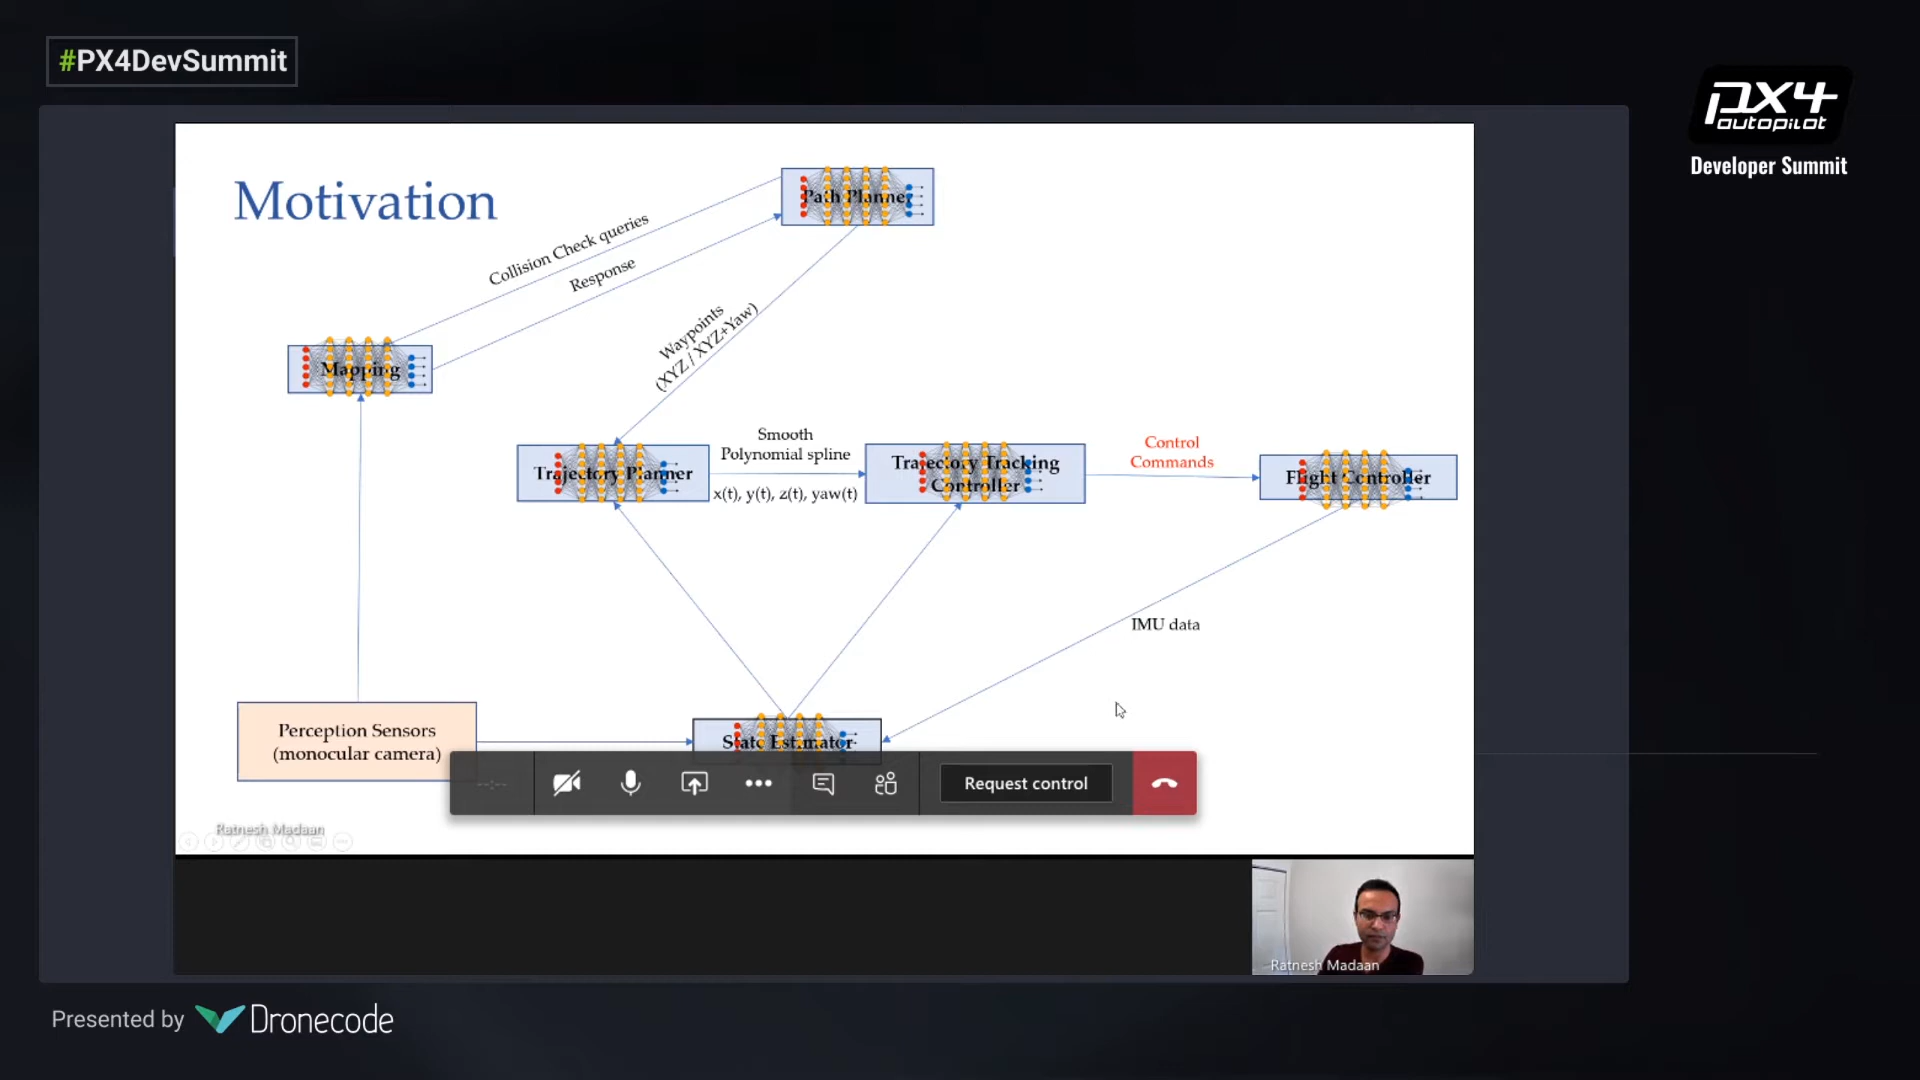 #PX4DevSummit
PX4
autopilot
Developer Summit
Motivation
Path Planner
Collision Check queries
Response
Waypoints
(XYZ / XYZ+Yaw)
Mapping
Smooth
Polynomial spline
x(t), y(t), z(t), yaw(t)
Trajectory Planner
Trajectory Tracking
Controller
Control
Commands
Flight Controller
IMU data
Perception Sensors
(monocular camera)
State Estimator
Request control
Ratnesh Madaan
Ratnesh Madaan
Presented by Dronecode